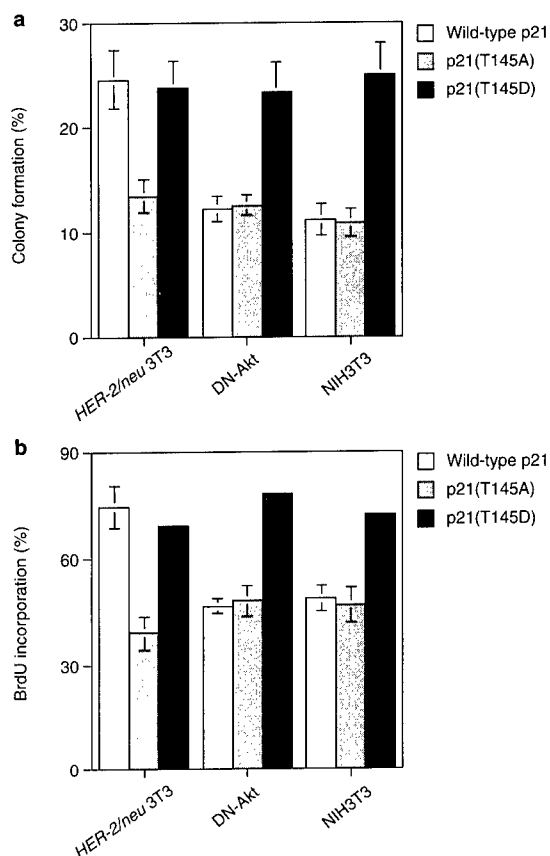 a
30
20
10
0
Colony formation (%)
Wild-type p21
p21(T145A)
p21(T145D)
HER-2/neu 3T3
DN-Akt
NIH3T3
b
90
60
30
0
BrdU incorporation (%)
Wild-type p21
p21(T145A)
p21(T145D)
HER-2/neu 3T3
DN-Akt
NIH3T3